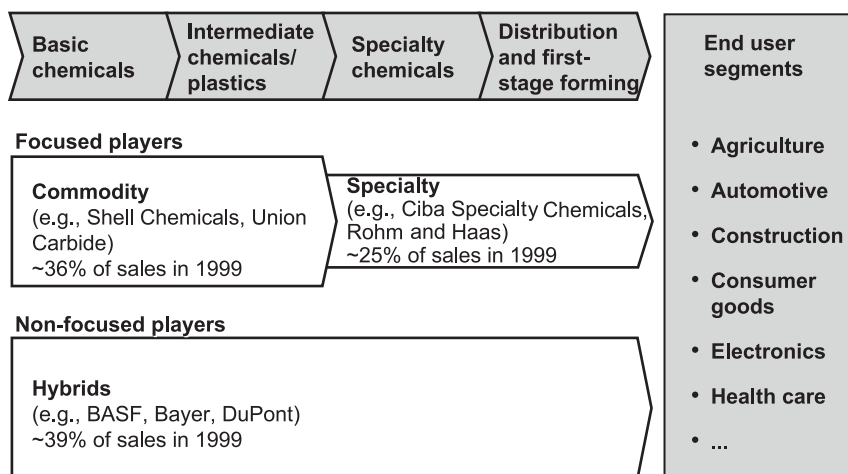 Basic
chemicals
Intermediate
chemicals/
plastics
Specialty
chemicals
Distribution
and first-
stage forming
End user
segments
Focused players
Commodity
(e.g., Shell Chemicals, Union
Carbide)
~36% of sales in 1999
Specialty
(e.g., Ciba Specialty Chemicals,
Rohm and Haas)
~25% of sales in 1999
Non-focused players
Hybrids
(e.g., BASF, Bayer, DuPont)
~39% of sales in 1999
• Agriculture
• Automotive
• Construction
• Consumer
goods
• Electronics
• Health care
• ...